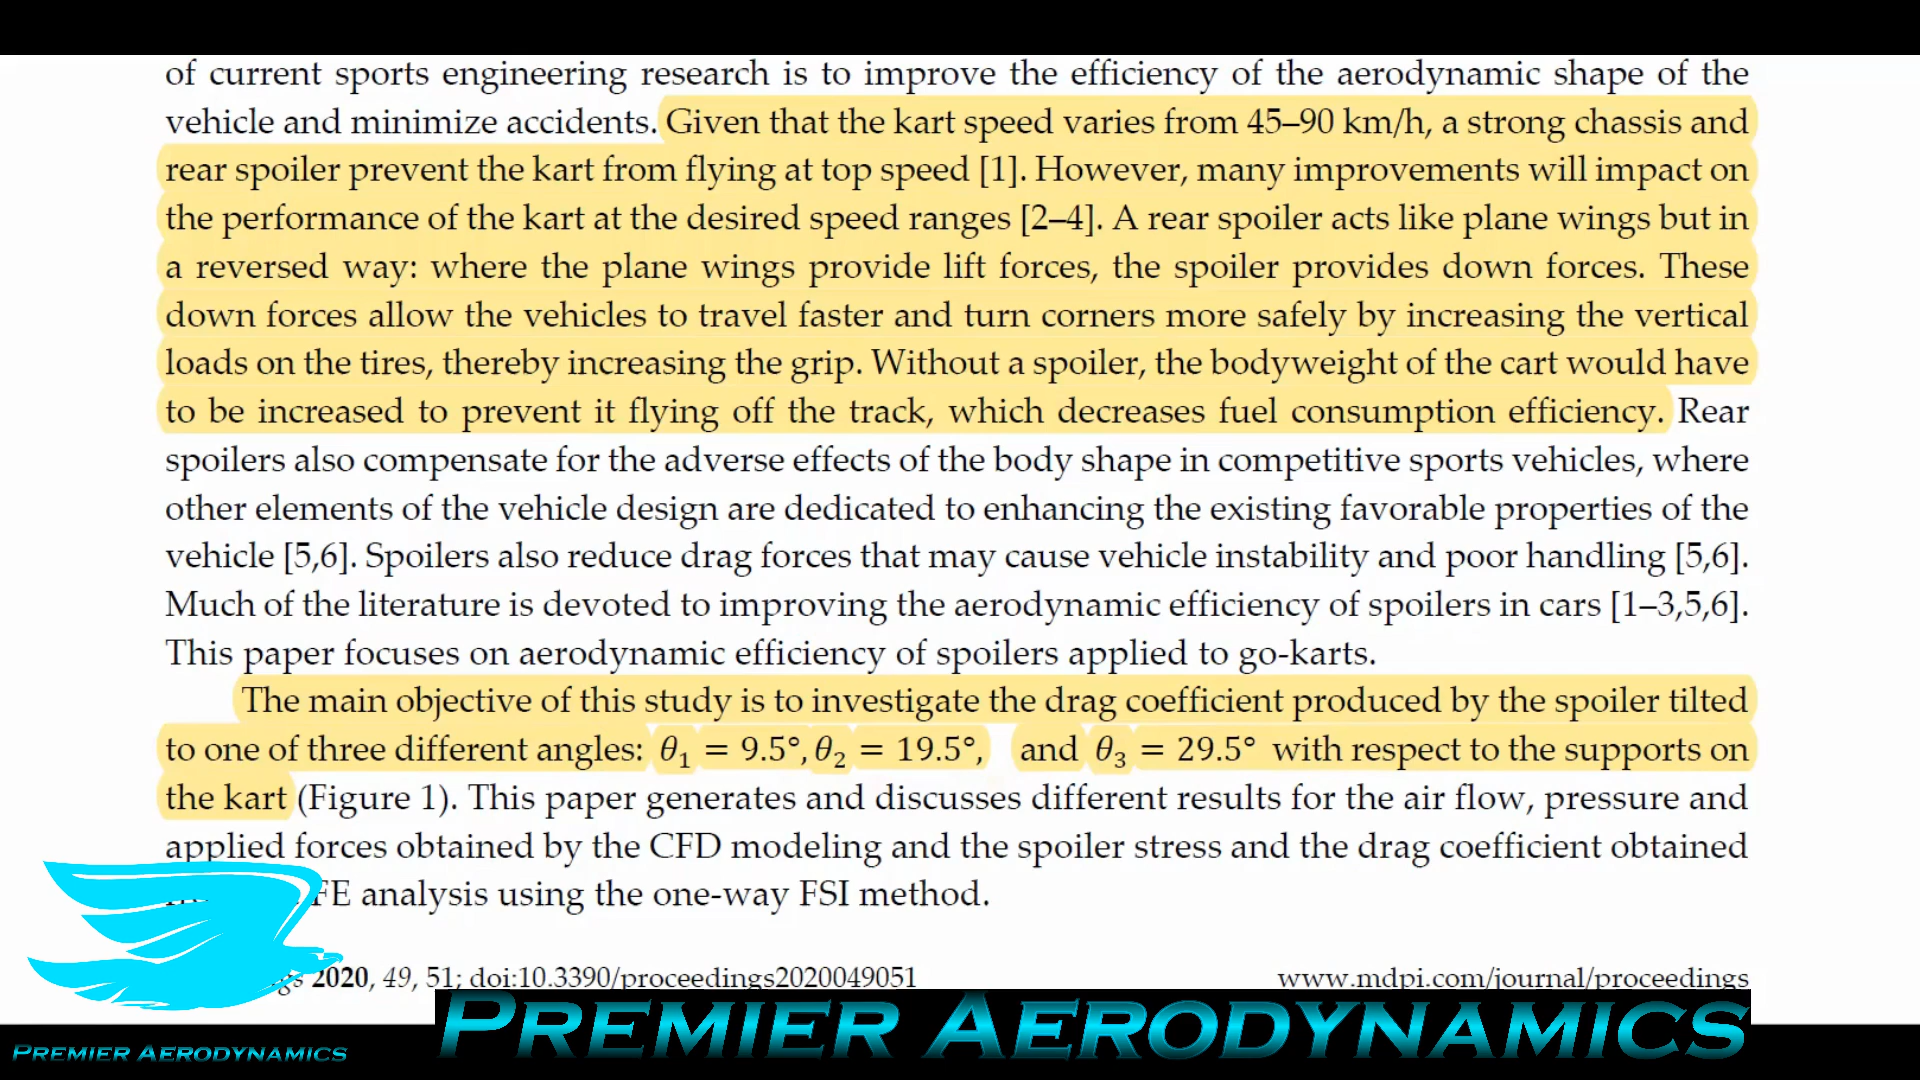 of current sports engineering research is to improve the efficiency of the aerodynamic shape of the
vehicle and minimize accidents. Given that the kart speed varies from 45–90 km/h, a strong chassis and
rear spoiler prevent the kart from flying at top speed [1]. However, many improvements will impact on
the performance of the kart at the desired speed ranges [2–4]. A rear spoiler acts like plane wings but in
a reversed way: where the plane wings provide lift forces, the spoiler provides down forces. These
down forces allow the vehicles to travel faster and turn corners more safely by increasing the vertical
loads on the tires, thereby increasing the grip. Without a spoiler, the bodyweight of the cart would have
to be increased to prevent it flying off the track, which decreases fuel consumption efficiency. Rear
spoilers also compensate for the adverse effects of the body shape in competitive sports vehicles, where
other elements of the vehicle design are dedicated to enhancing the existing favorable properties of the
vehicle [5,6]. Spoilers also reduce drag forces that may cause vehicle instability and poor handling [5,6].
Much of the literature is devoted to improving the aerodynamic efficiency of spoilers in cars [1–3,5,6].
This paper focuses on aerodynamic efficiency of spoilers applied to go-karts.
The main objective of this study is to investigate the drag coefficient produced by the spoiler tilted
to one of three different angles: θ₁ = 9.5°, θ₂ = 19.5°, and θ₃ = 29.5° with respect to the supports on
the kart (Figure 1). This paper generates and discusses different results for the air flow, pressure and
applied forces obtained by the CFD modeling and the spoiler stress and the drag coefficient obtained
FE analysis using the one-way FSI method.
2020, 49, 51; doi:10.3390/proceedings2020049051
www.mdpi.com/journal/proceedings
PREMIER AERODYNAMICS
PREMIER AERODYNAMICS